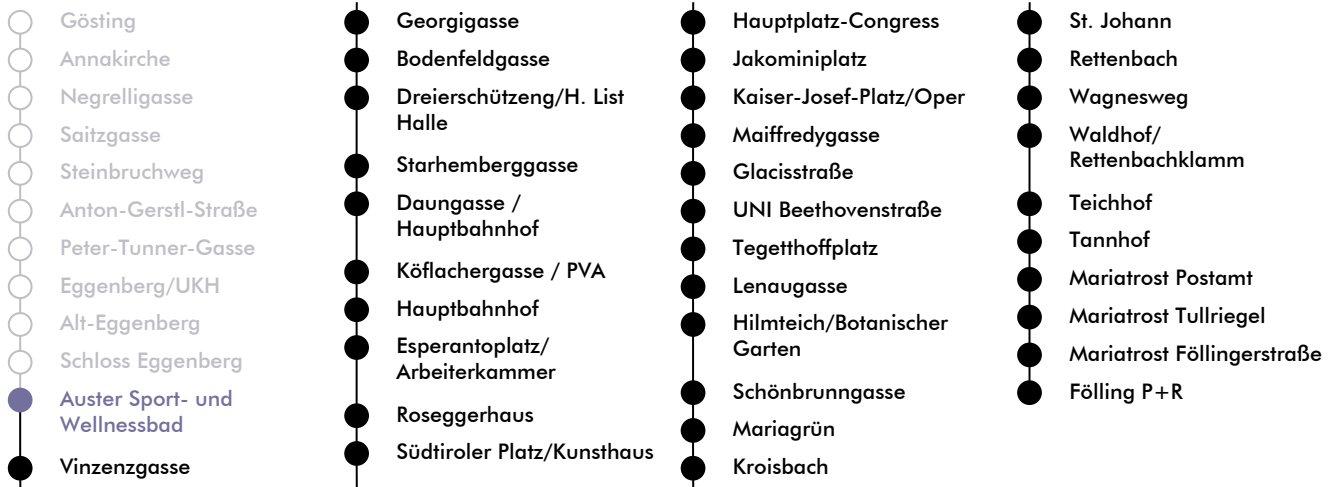 Gösting
Annakirche
Negrelligasse
Saitzgasse
Steinbruchweg
Anton-Gerstl-Straße
Peter-Tunner-Gasse
Eggenberg/UKH
Alt-Eggenberg
Schloss Eggenberg
Auster Sport- und
Wellnessbad
Vinzenzgasse
Georgigasse
Bodenfeldgasse
Dreierschützeng/H. List
Halle
Starhemberggasse
Daungasse /
Hauptbahnhof
Köflachergasse / PVA
Hauptbahnhof
Esperantoplatz/
Arbeiterkammer
Roseggerhaus
Südtiroler Platz/Kunsthaus
Hauptplatz-Congress
Jakominiplatz
Kaiser-Josef-Platz/Oper
Maiffredygasse
Glacisstraße
UNI Beethovenstraße
Tegetthoffplatz
Lenaugasse
Hilmteich/Botanischer
Garten
Schönbrunngasse
Mariagrün
Kroisbach
St. Johann
Rettenbach
Wagnesweg
Waldhof/
Rettenbachklamm
Teichhof
Tannhof
Mariatrost Postamt
Mariatrost Tullriegel
Mariatrost Föllingerstraße
Fölling P+R